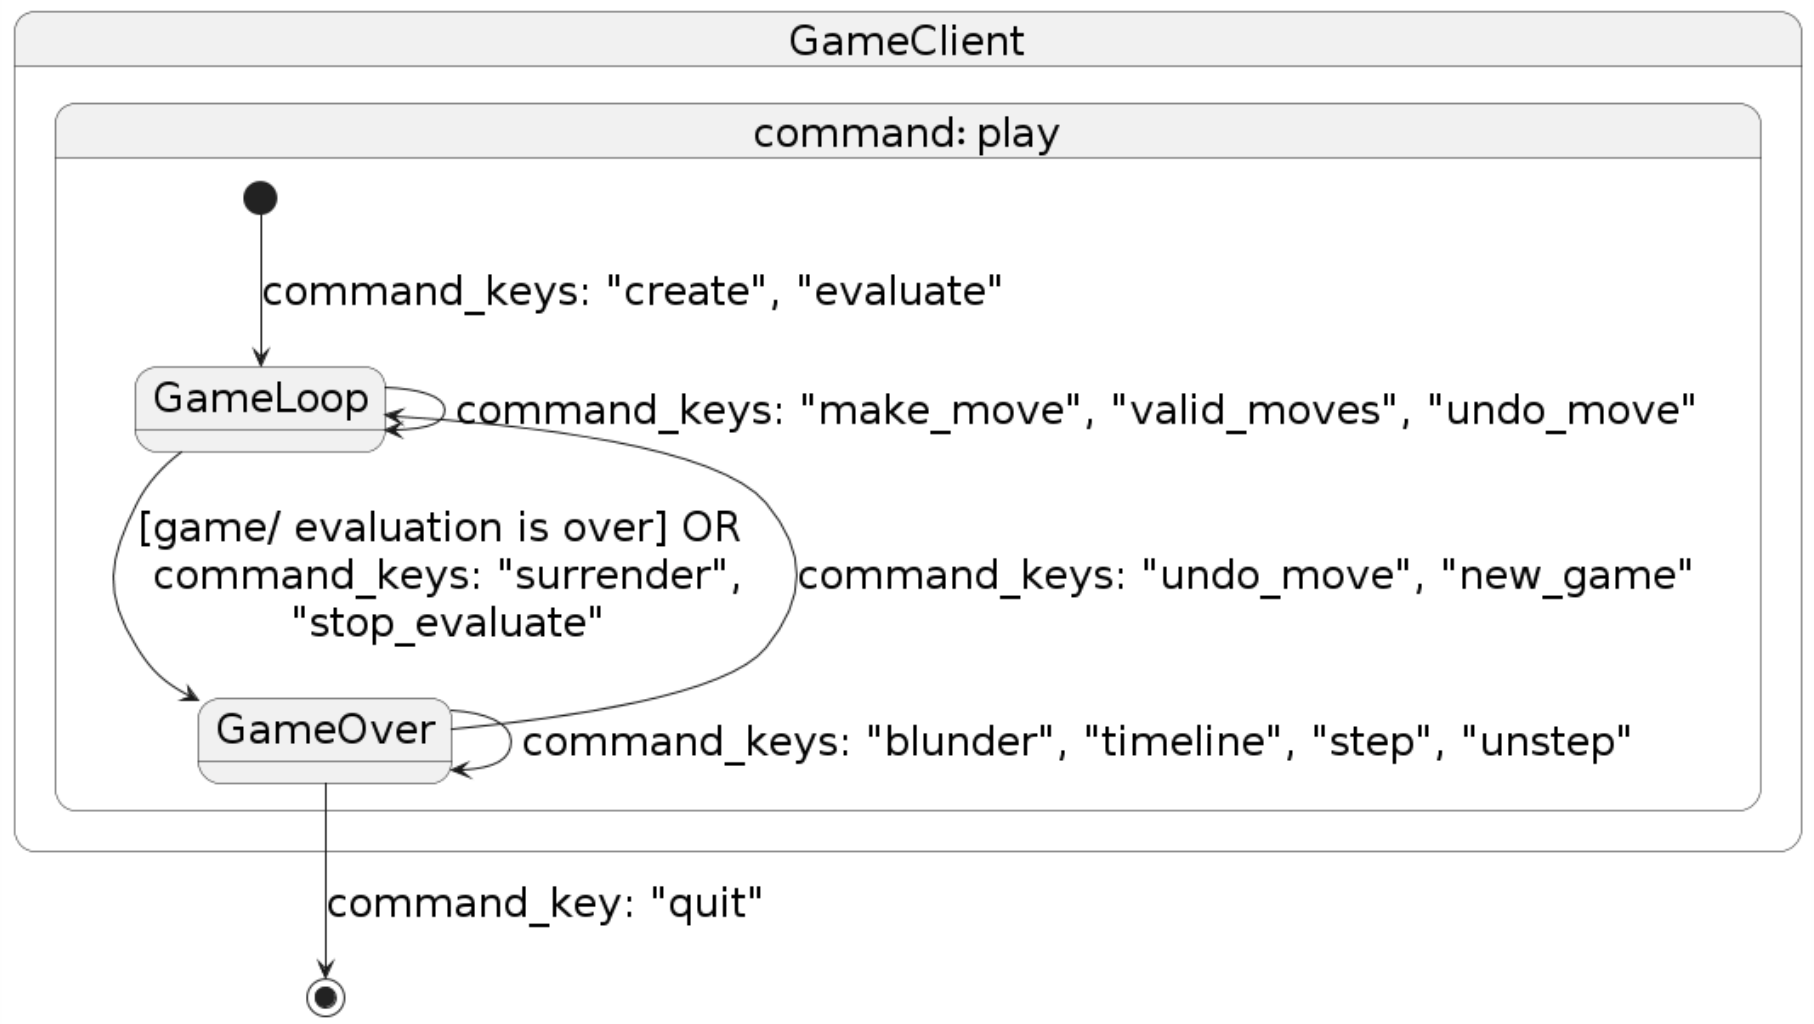 GameClient
command: play
command_keys: "create", "evaluate"
GameLoop
command_keys: "make_move", "valid_moves", "undo_move"
[game/ evaluation is over] OR
command_keys: "surrender",
"stop_evaluate"
command_keys: "undo_move", "new_game"
GameOver
command_keys: "blunder", "timeline", "step", "unstep"
command_key: "quit"